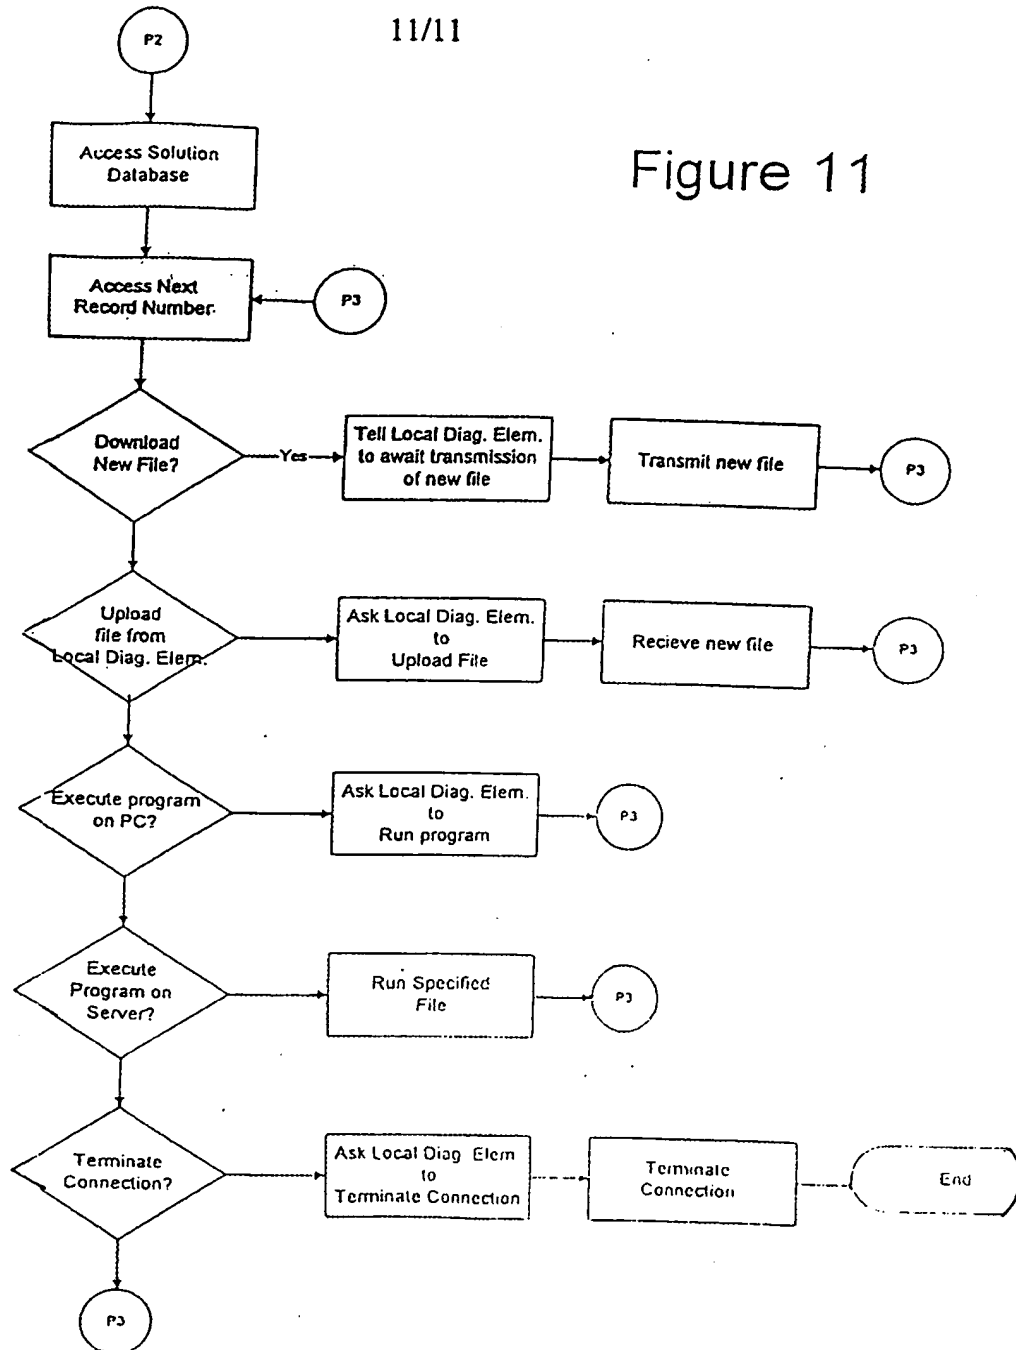 P2
11/11
Figure 11
Access Solution
Database
Access Next
Record Number.
P3
Download
New File?
Yes
Tell Local Diag. Elem.
to await transmission
of new file
Transmit new file
P3
Upload
file from
Local Diag. Elem.
Ask Local Diag. Elem.
to
Upload File
Recieve new file
P3
Execute program
on PC?
Ask Local Diag. Elem.
to
Run program
P3
Execute
Program on
Server?
Run Specified
File
P3
Terminate
Connection?
Ask Local Diag Elem
to
Terminate Connection
Terminate
Connection
End
P3